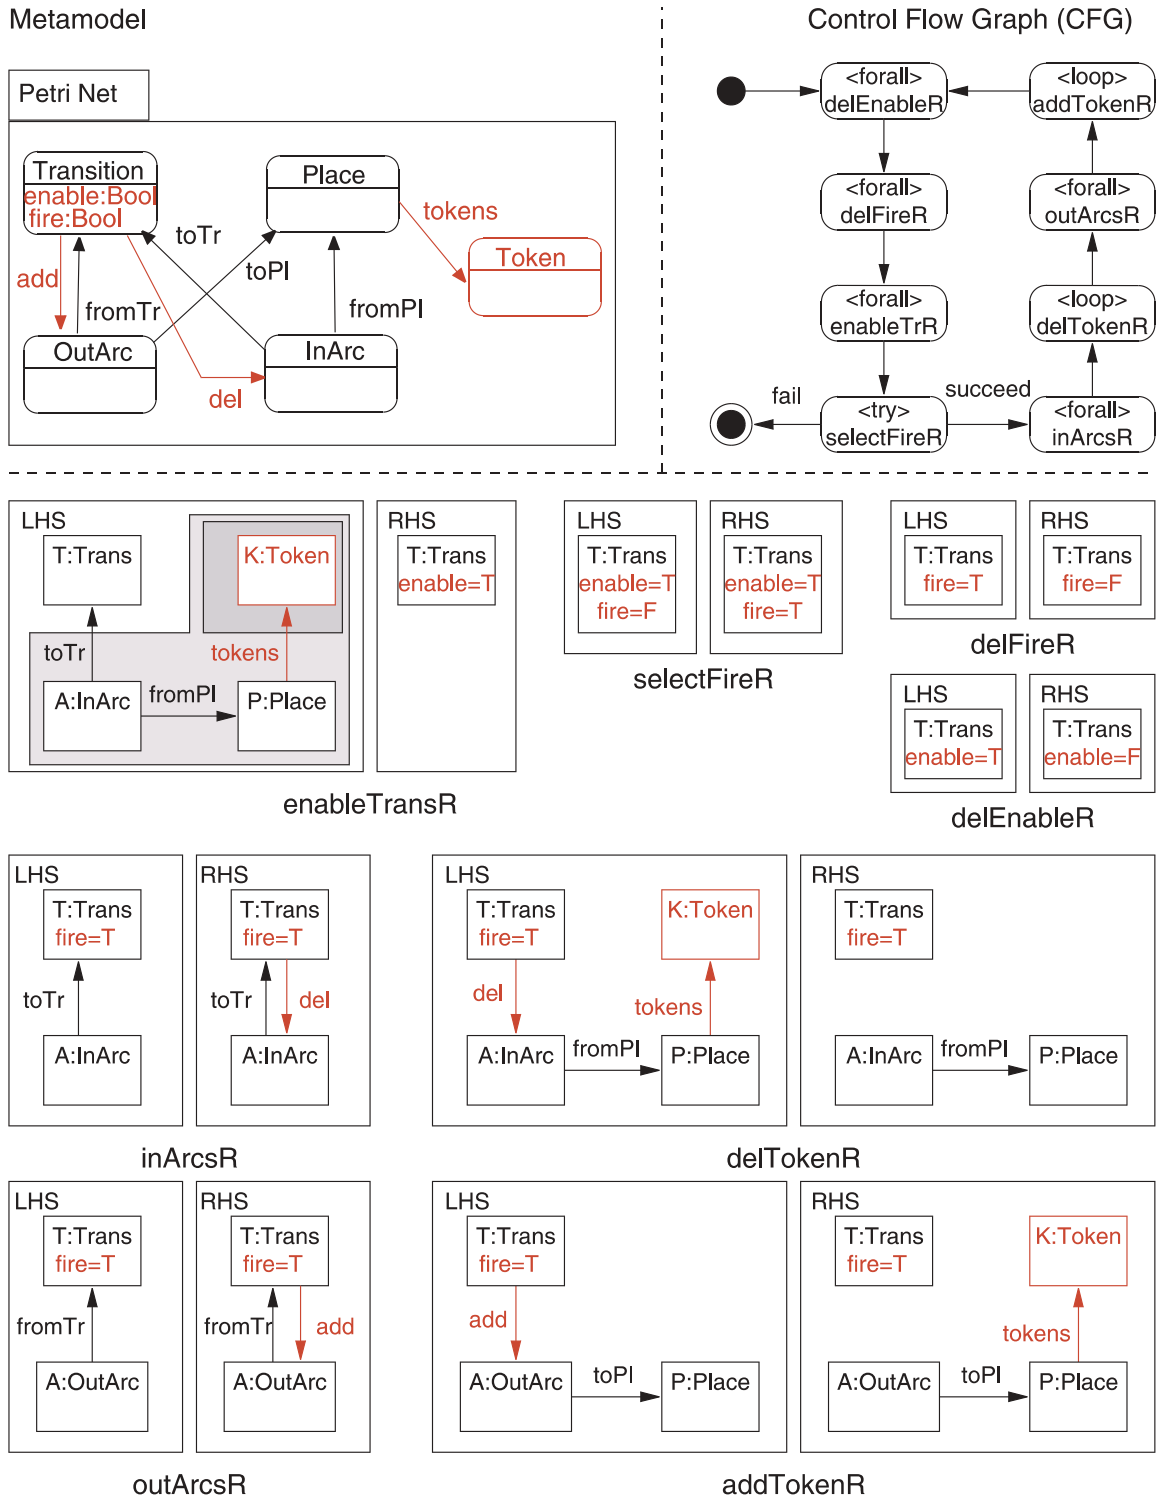 Metamodel
Control Flow Graph (CFG)
Petri Net
Transition
enable:Bool
fire:Bool
Place
tokens
Token
toTr
toPl
add
fromTr
fromPl
OutArc
InArc
del
<forall>
delEnableR
<loop>
addTokenR
<forall>
delFireR
<forall>
outArcsR
<forall>
enableTrR
<loop>
delTokenR
fail
<try>
selectFireR
succeed
<forall>
inArcsR
LHS
T:Trans
K:Token
toTr
tokens
A:InArc
fromPl
P:Place
RHS
T:Trans
enable=T
enableTransR
LHS
T:Trans
enable=T
fire=F
RHS
T:Trans
enable=T
fire=T
selectFireR
LHS
T:Trans
fire=T
RHS
T:Trans
fire=F
delFireR
LHS
T:Trans
enable=T
RHS
T:Trans
enable=F
delEnableR
LHS
T:Trans
fire=T
toTr
A:InArc
RHS
T:Trans
fire=T
toTr
del
A:InArc
inArcsR
LHS
T:Trans
fire=T
K:Token
del
tokens
A:InArc
fromPl
P:Place
RHS
T:Trans
fire=T
A:InArc
fromPl
P:Place
delTokenR
LHS
T:Trans
fire=T
fromTr
A:OutArc
RHS
T:Trans
fire=T
fromTr
add
A:OutArc
outArcsR
LHS
T:Trans
fire=T
add
A:OutArc
toPl
P:Place
RHS
T:Trans
fire=T
K:Token
tokens
A:OutArc
toPl
P:Place
addTokenR